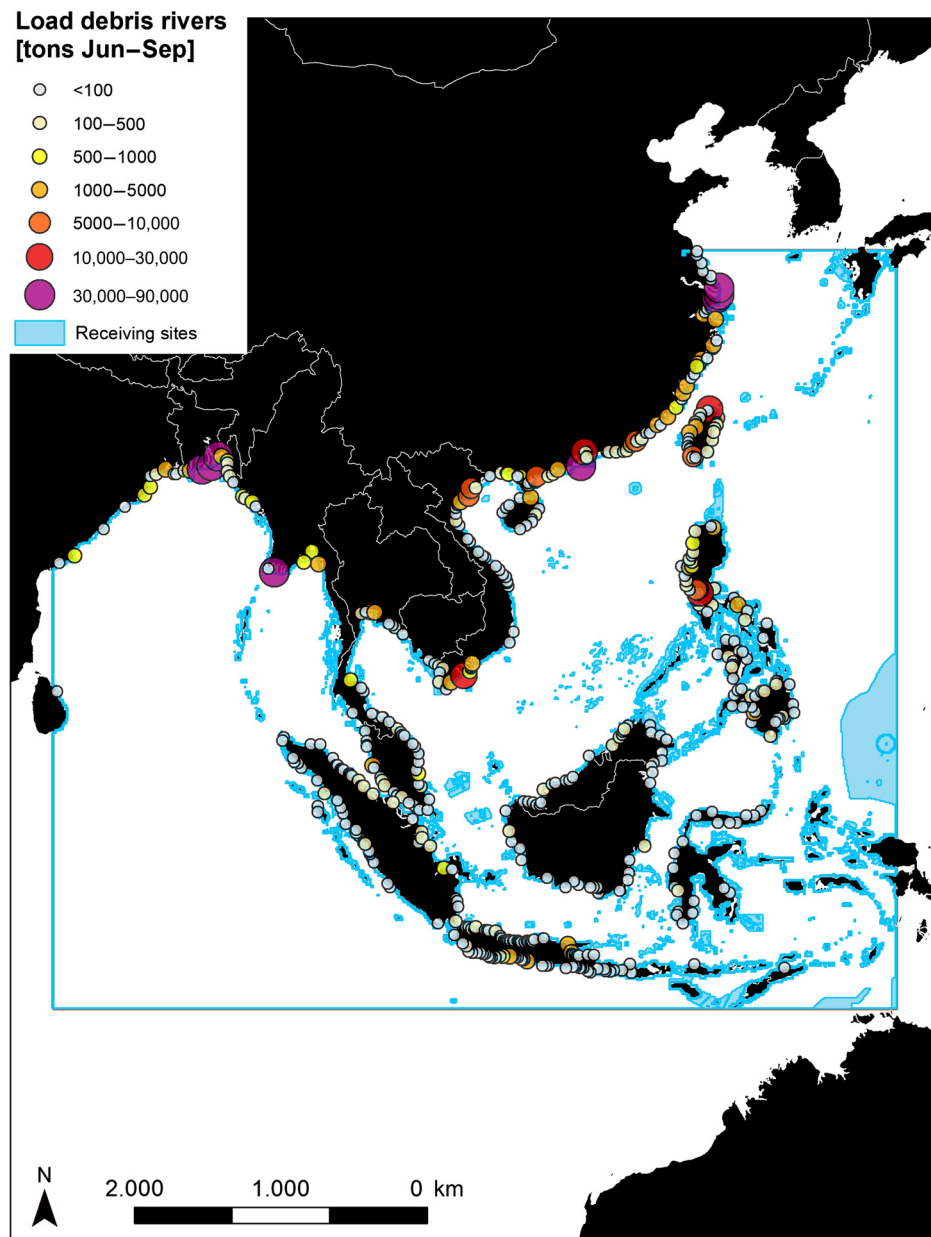 Load debris rivers
[tons Jun–Sep]
<100
100–500
500–1000
1000–5000
5000–10,000
10,000–30,000
30,000–90,000
Receiving sites
N
2.000 1.000 0 km